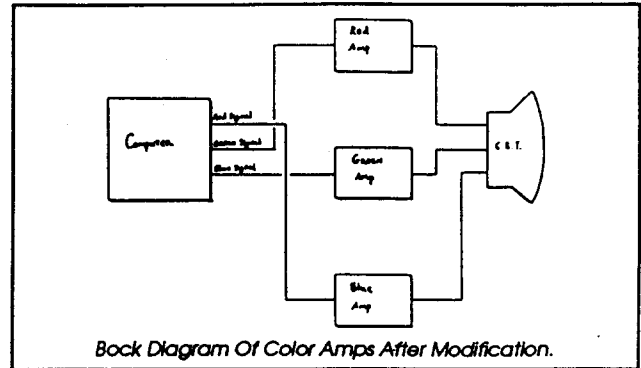 Red
Amp
Computer
Red Signal
Green Signal
Blue Signal
Green
Amp
C.R.T.
Blue
Amp
Bock Diagram Of Color Amps After Modification.